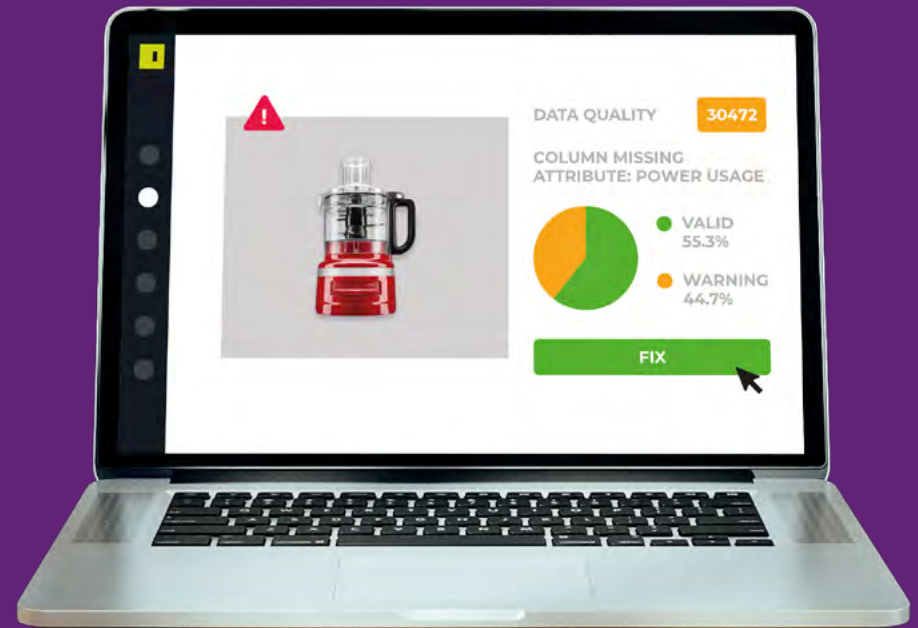 DATA QUALITY
30472
COLUMN MISSING
ATTRIBUTE: POWER USAGE
VALID
55.3%
WARNING
44.7%
FIX